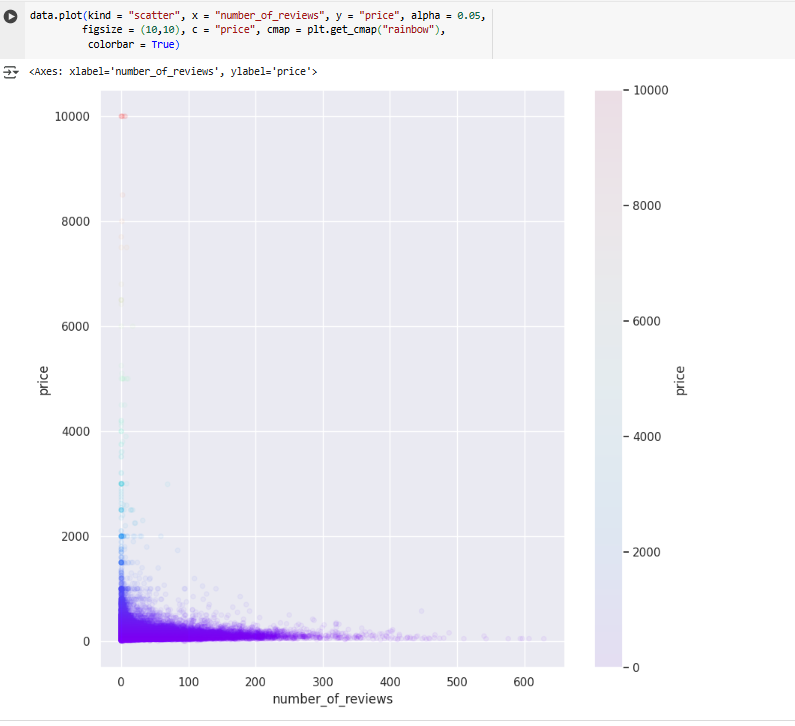 data.plot(kind = "scatter", x = "number_of_reviews", y = "price", alpha = 0.05,
figsize = (10,10), c = "price", cmap = plt.get_cmap("rainbow"),
colorbar = True)
<Axes: xlabel='number_of_reviews', ylabel='price'>
10000
8000
6000
4000
2000
0
price
0 100 200 300 400 500 600
number_of_reviews
10000
8000
6000
4000
2000
0
price